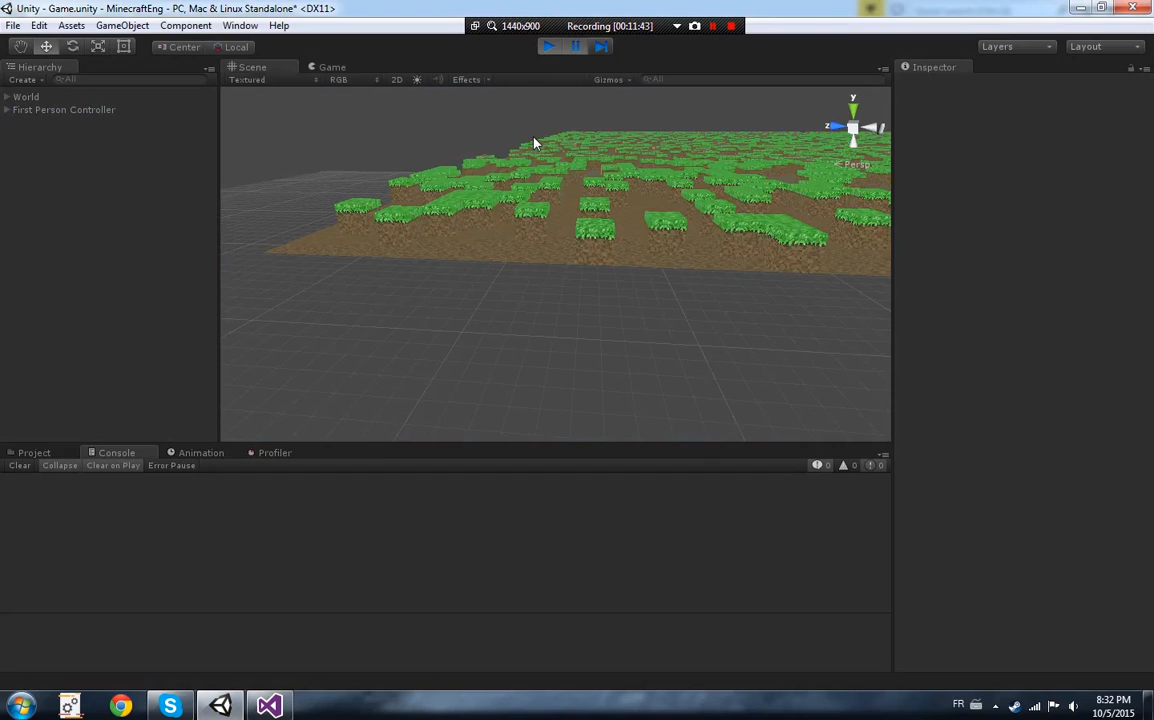 Unity - Game.unity - MinecraftEng - PC, Mac & Linux Standalone* <DX11>
File Edit Assets GameObject Component Window Help
1440x900 Recording [00:11:43]
Center Local Layers Layout
Hierarchy Scene Game Inspector
Create All Textured RGB 2D Effects Gizmos All
World
First Person Controller
y
z
Persp
Project Console Animation Profiler
Clear Collapse Clear on Play Error Pause 0 0 0
FR 8:32 PM
10/5/2015